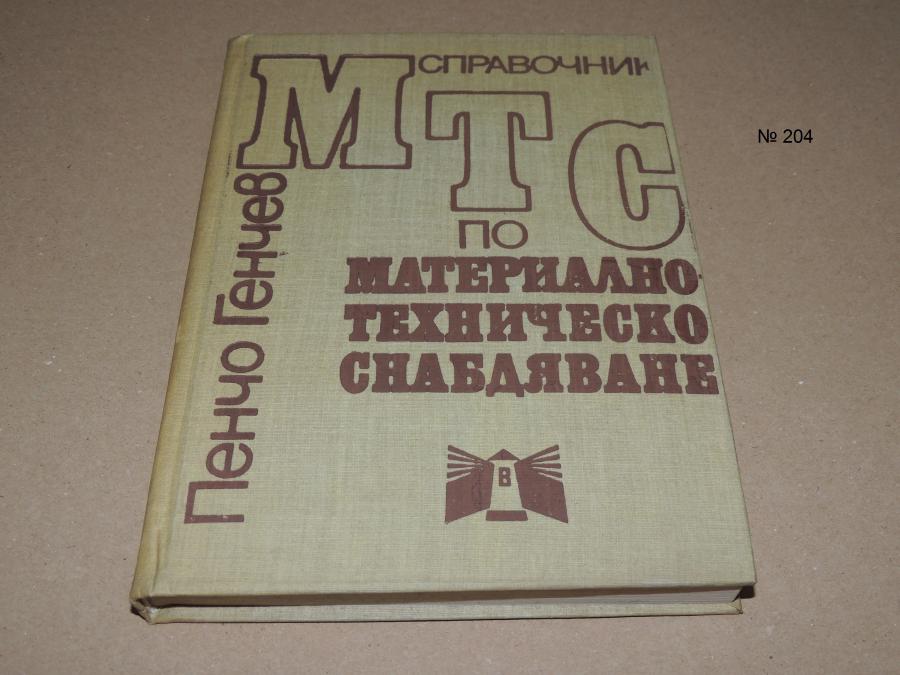 СПРАВОЧНИК
МТС
ПО
МАТЕРИАЛНО-
ТЕХНИЧЕСКО
СНАБДЯВАНЕ
Пенчо Генчев
В
№ 204